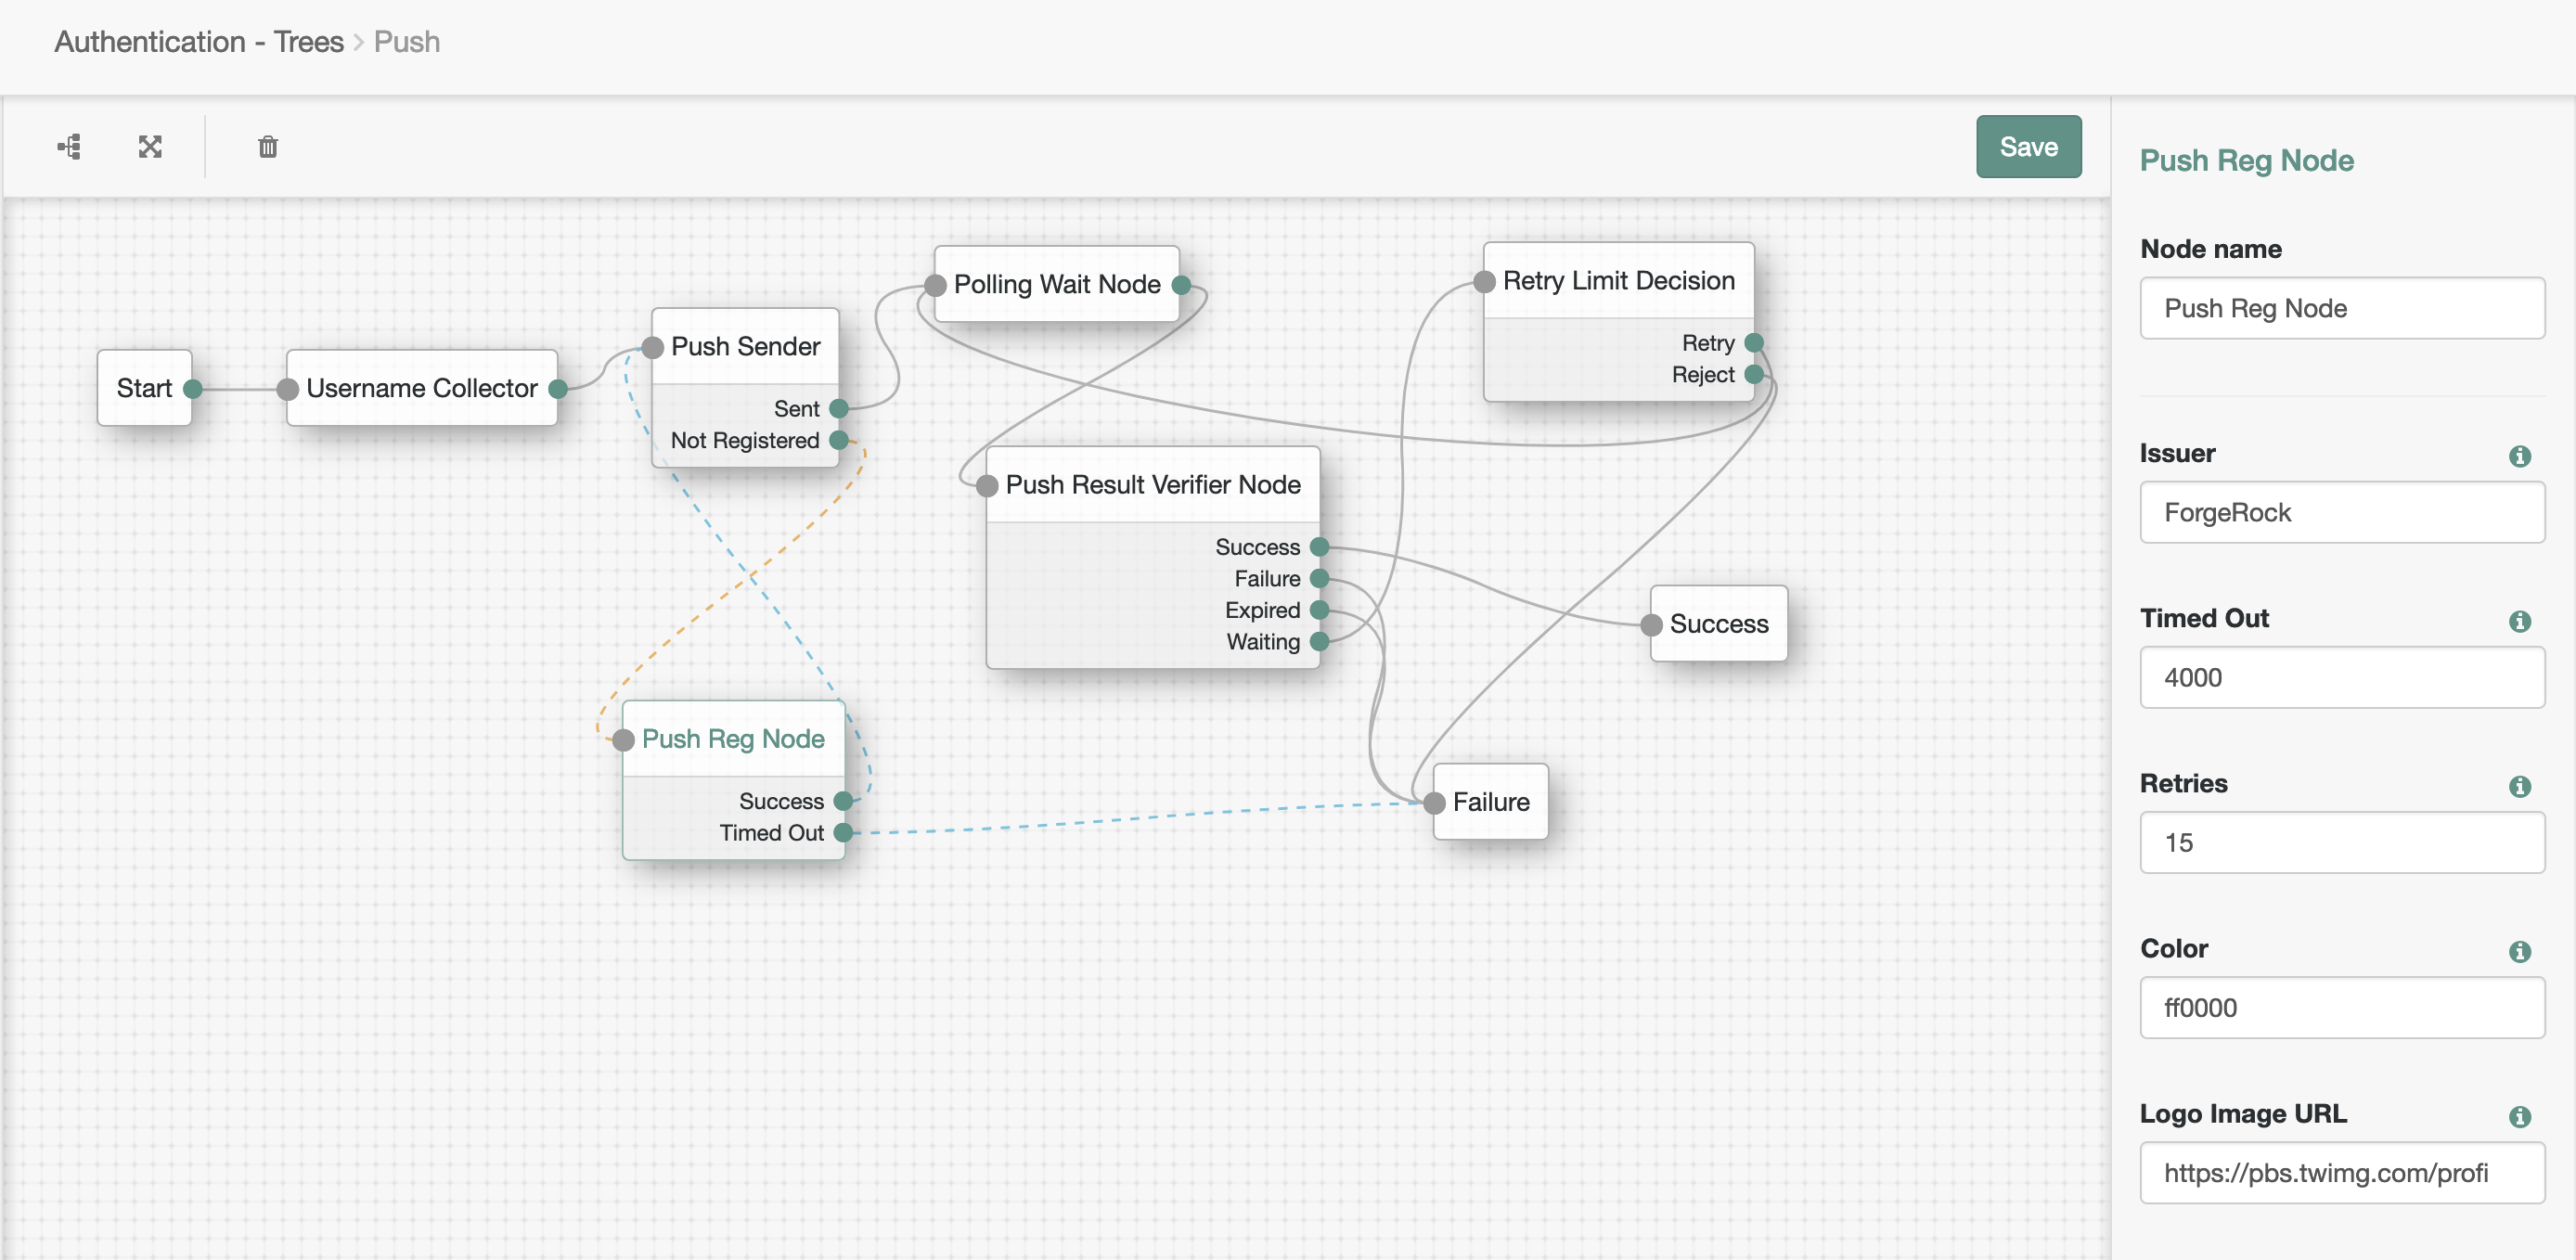 Authentication - Trees > Push
Save
Start
Username Collector
Push Sender
Sent
Not Registered
Polling Wait Node
Retry Limit Decision
Retry
Reject
Push Result Verifier Node
Success
Failure
Expired
Waiting
Success
Push Reg Node
Success
Timed Out
Failure
Push Reg Node
Node name
Push Reg Node
Issuer
ForgeRock
Timed Out
4000
Retries
15
Color
ff0000
Logo Image URL
https://pbs.twimg.com/profi